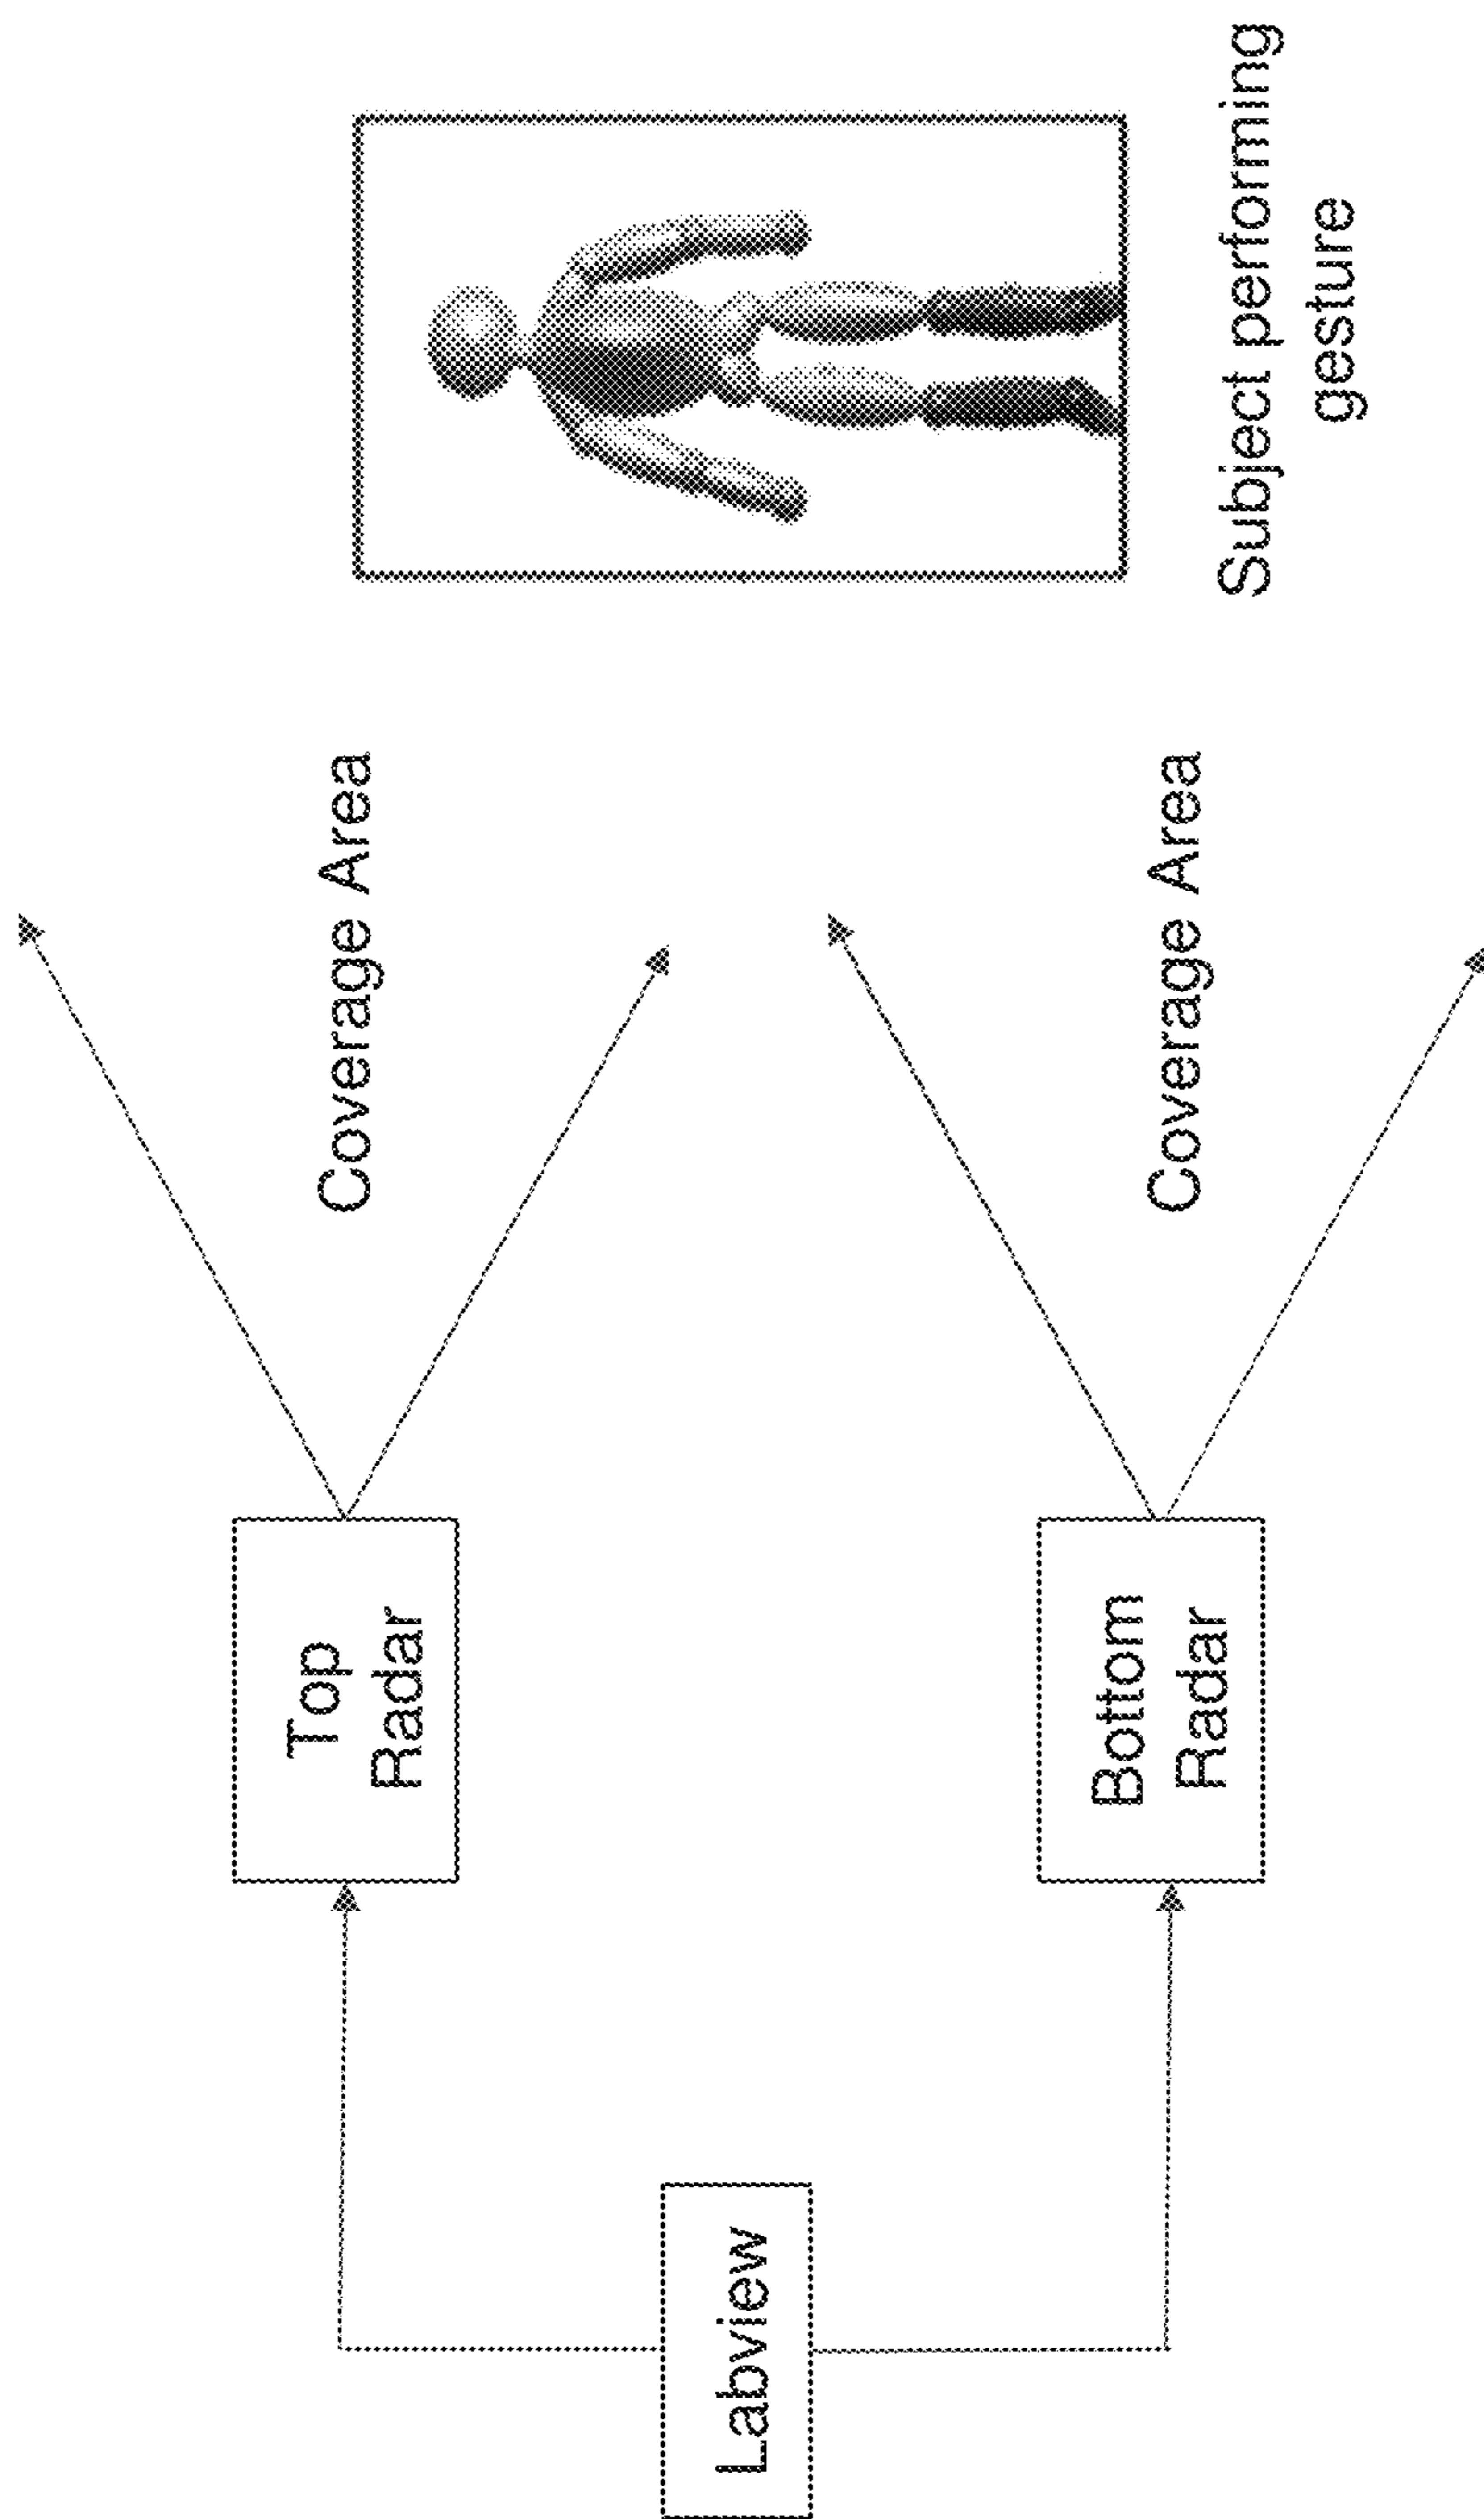 Labview
Top
Radar
Bottom
Radar
Coverage Area
Coverage Area
Subject performing
gesture